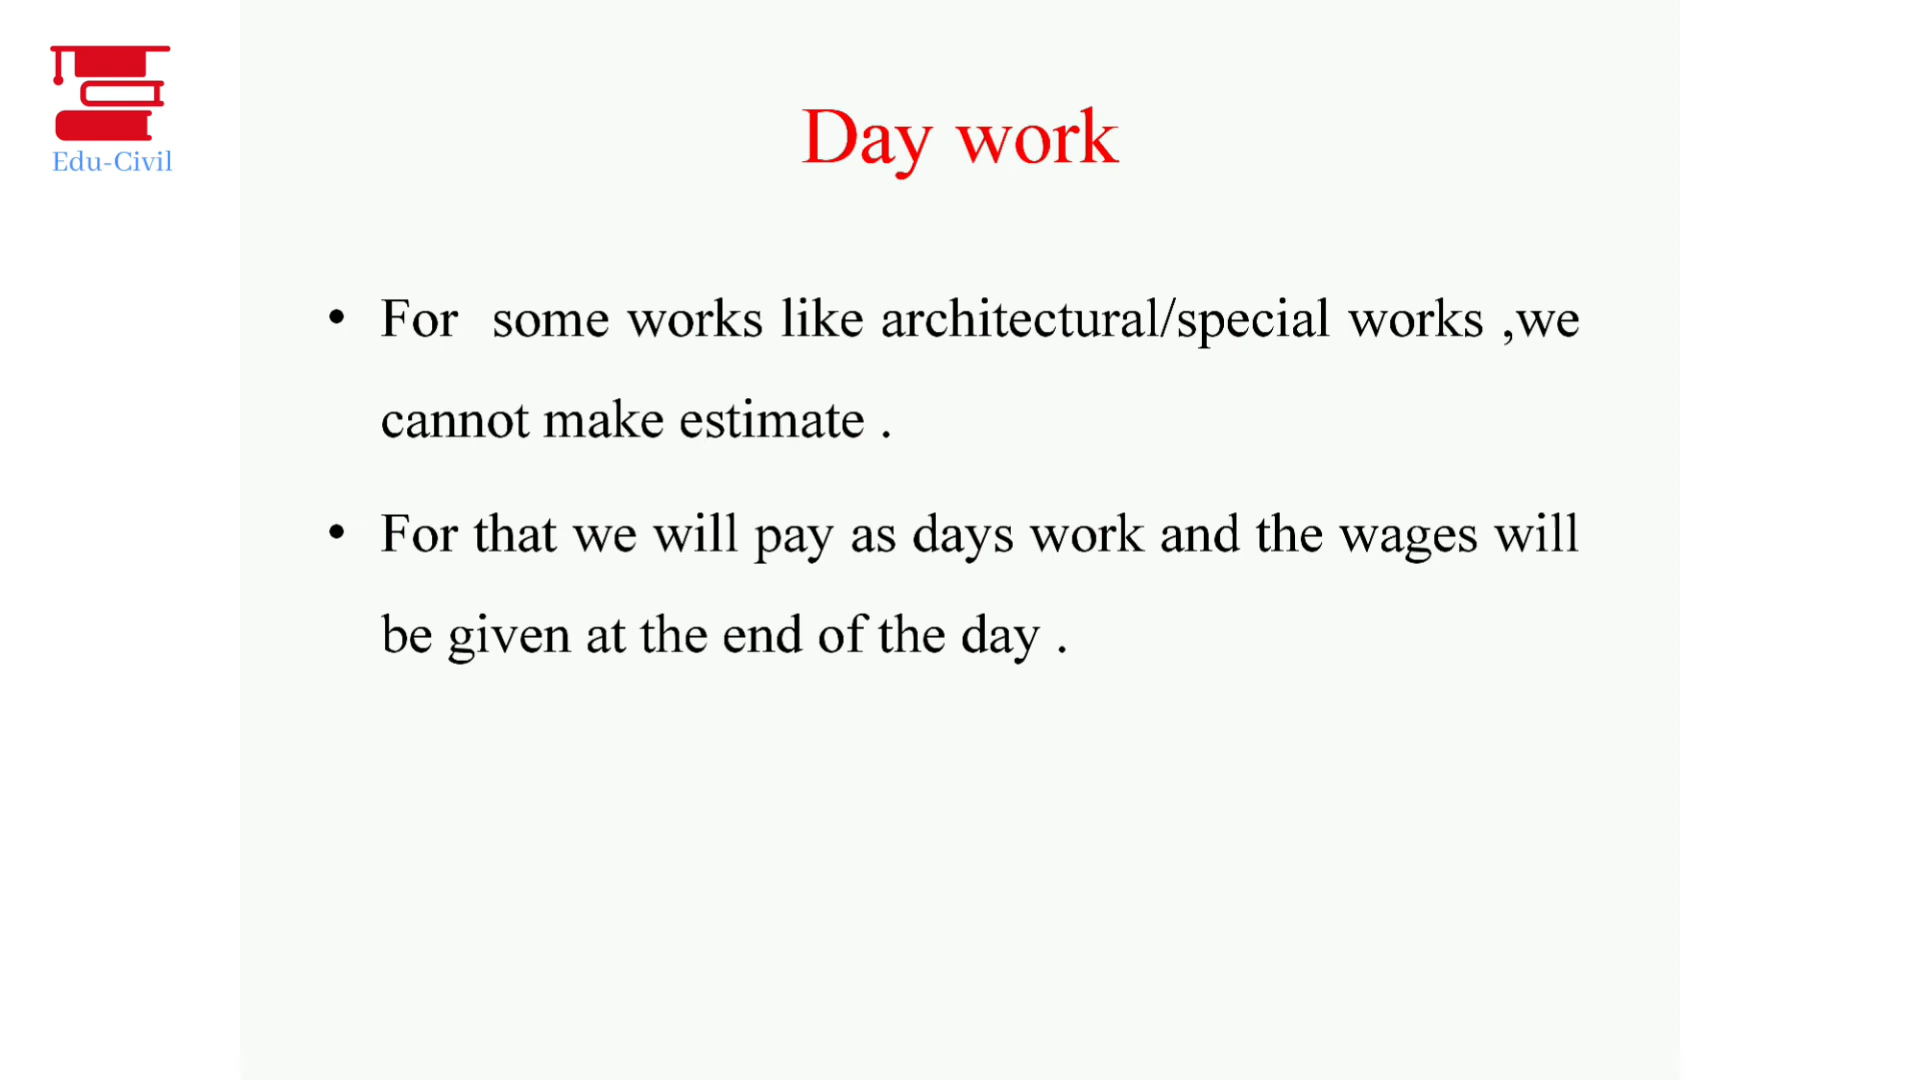 Edu-Civil
Day work
• For some works like architectural/special works ,we
cannot make estimate .
• For that we will pay as days work and the wages will
be given at the end of the day .